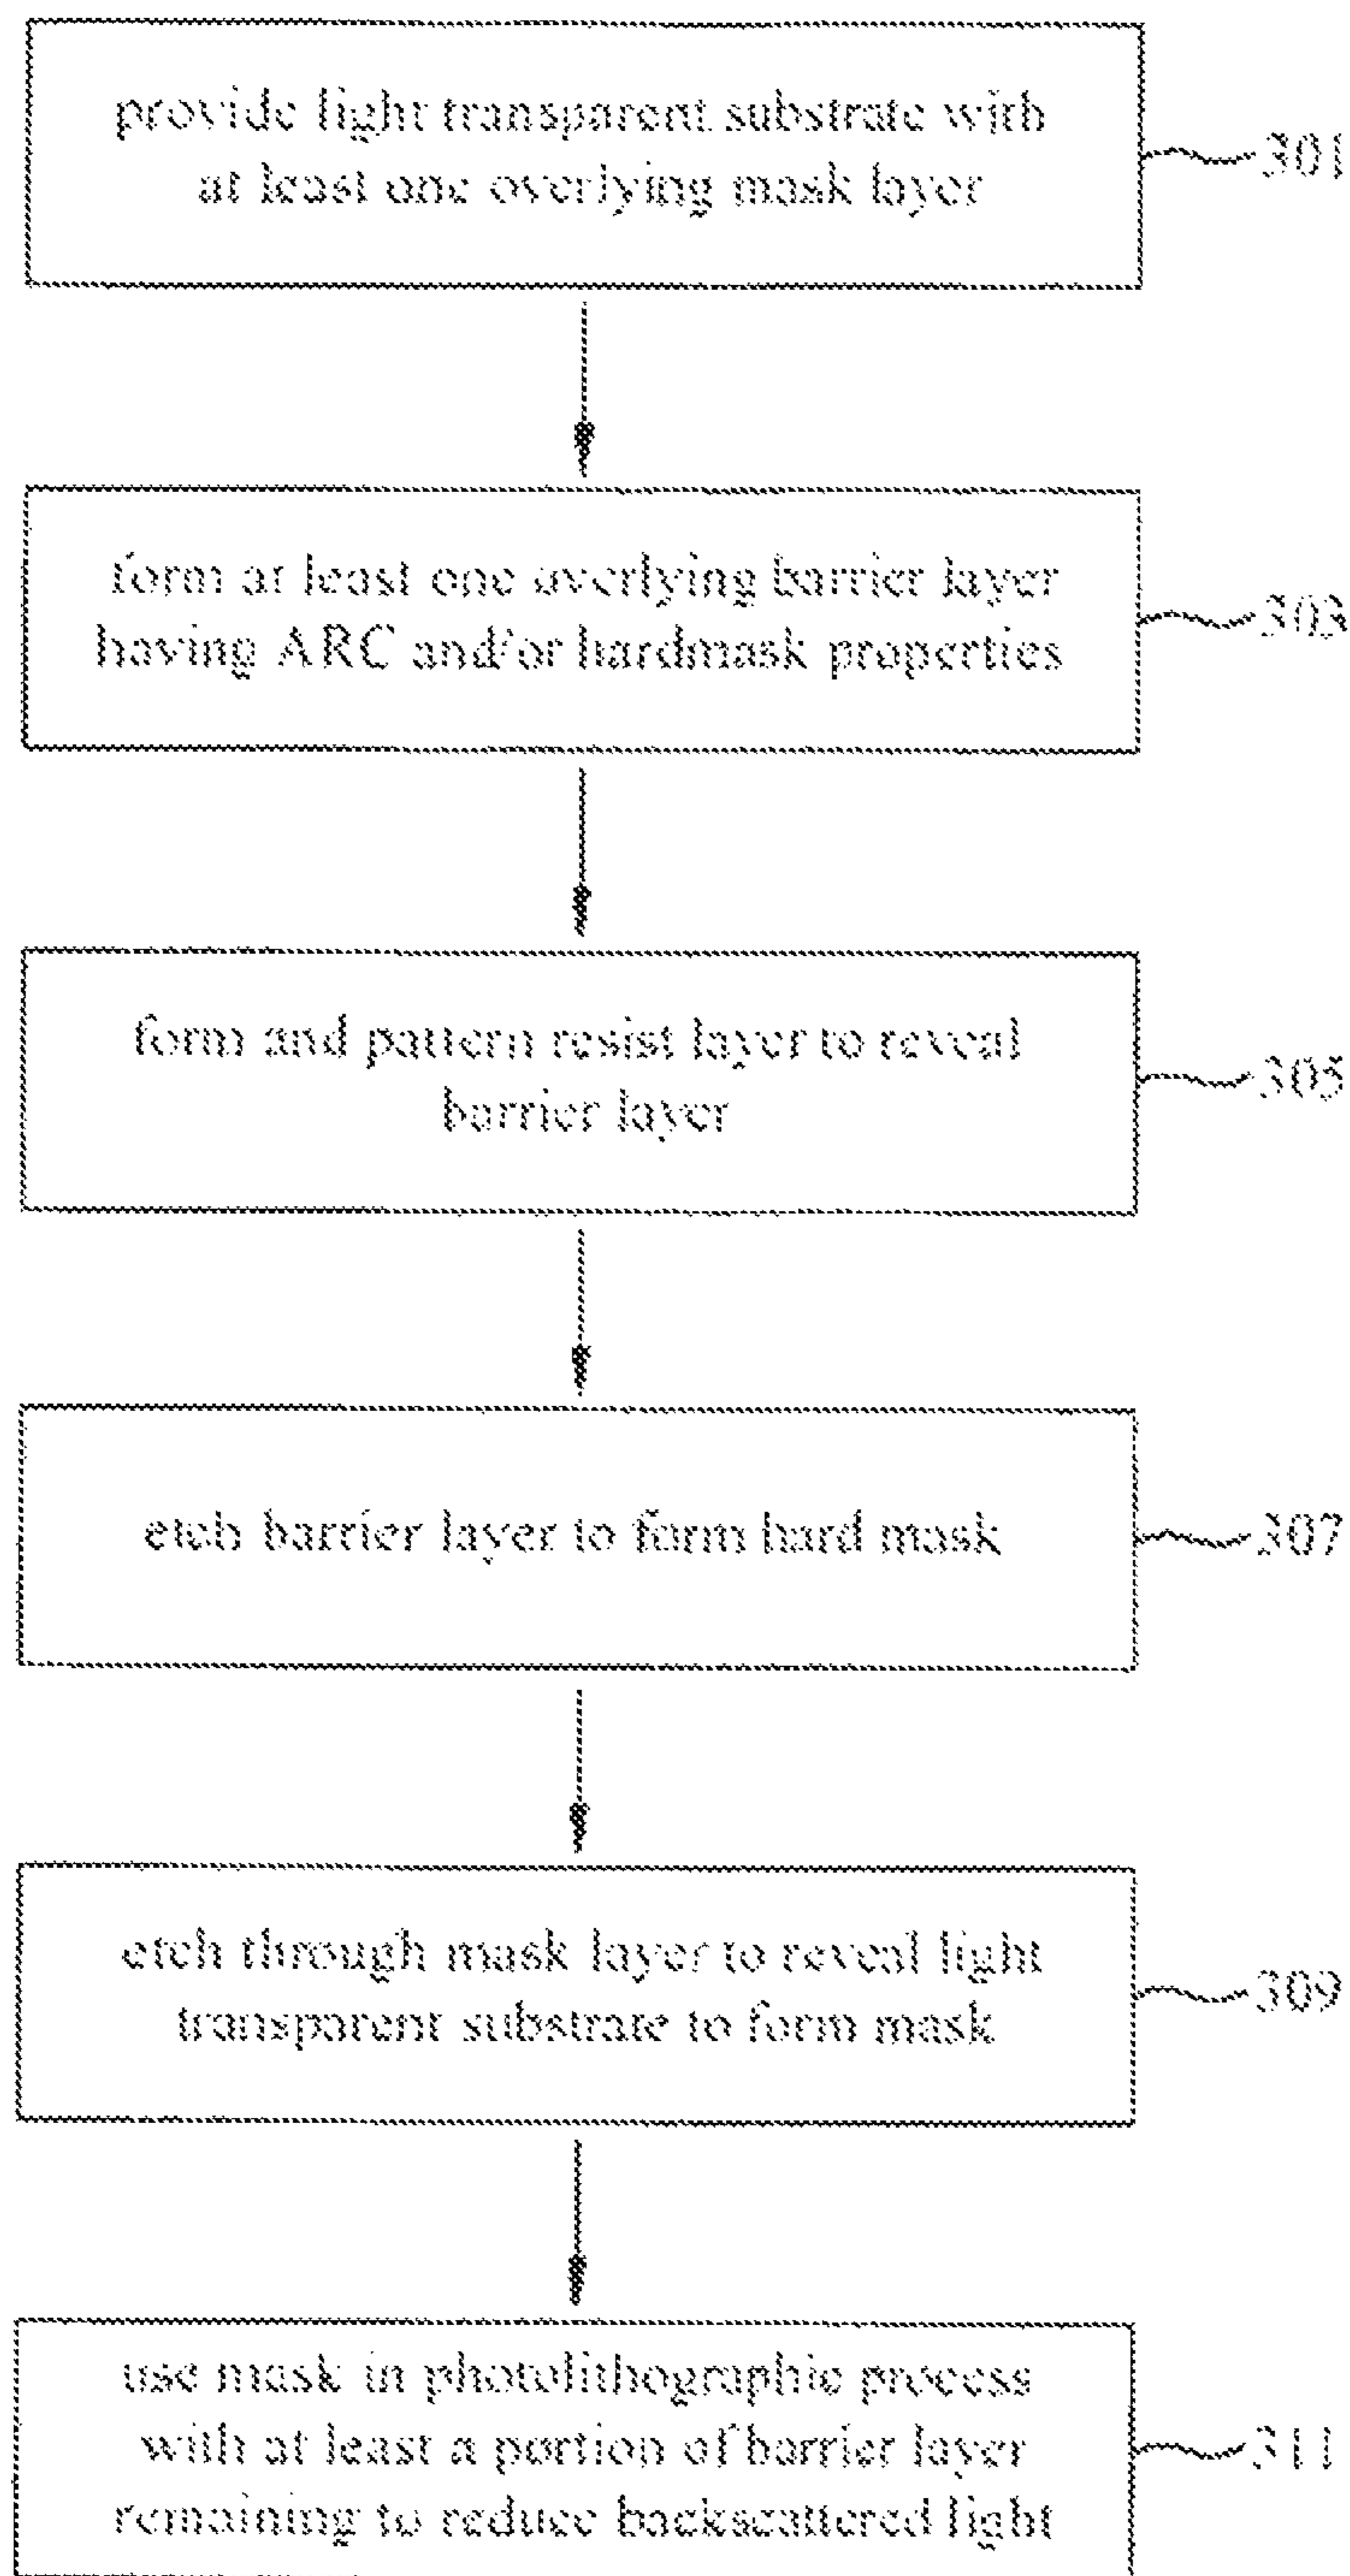 provide light transparent substrate with
at least one overlying mask layer
301
form at least one overlying barrier layer
having ARC and/or hardmask properties
303
form and pattern resist layer to reveal
barrier layer
305
etch barrier layer to form hard mask
307
etch through mask layer to reveal light
transparent substrate to form mask
309
use mask in photolithographic process
with at least a portion of barrier layer
remaining to reduce backscattered light
311